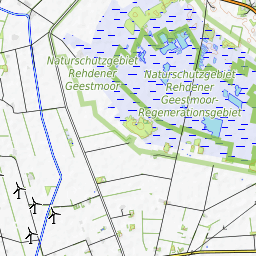 Naturschutzgebiet
Rehdener
Geestmoor
Naturschutzgebiet
Rehdener
Geestmoor-
Regenerationsgebiet